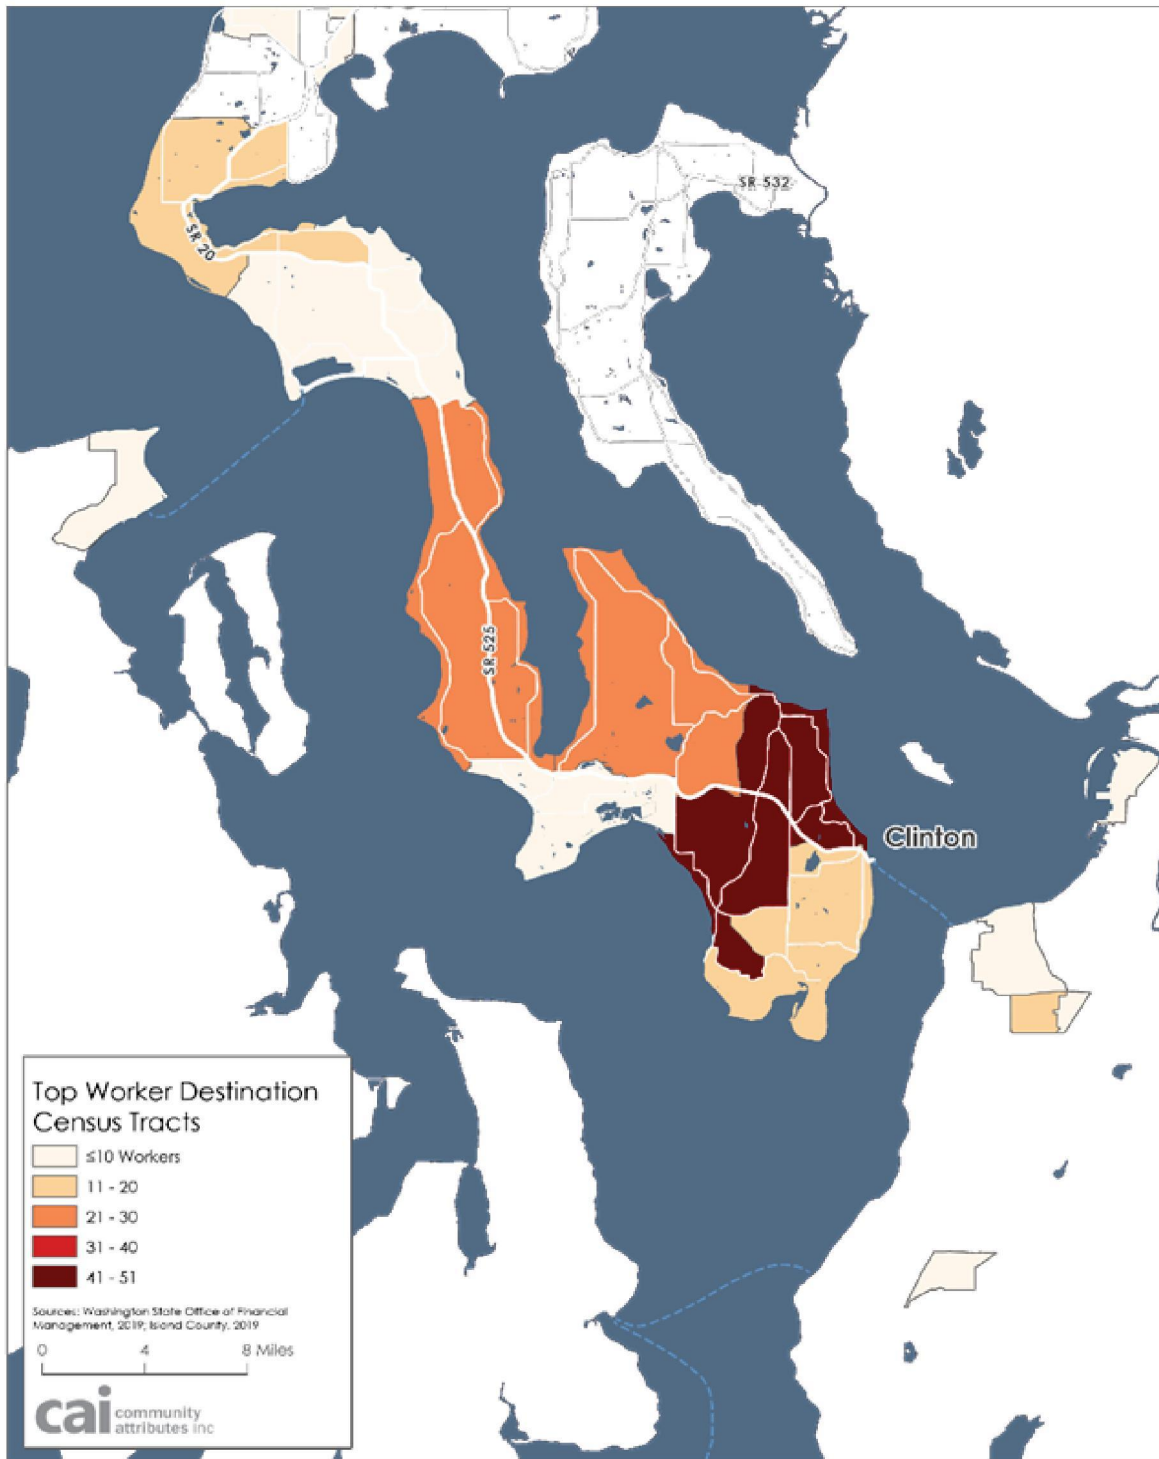 SR 532
SR 20
SR 525
Clinton
Top Worker Destination
Census Tracts
≤10 Workers
11 - 20
21 - 30
31 - 40
41 - 51
Sources: Washington State Office of Financial
Management, 2019; Island County, 2019
0 4 8 Miles
cai community
attributes inc